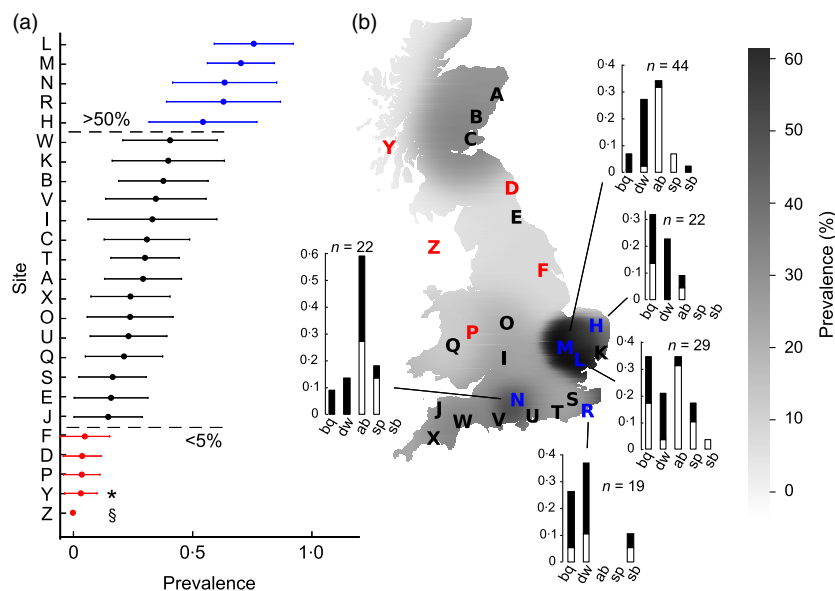 (a)
L
M
N
R
H
>50%
W
K
B
V
I
C
T
A
X
O
U
Q
S
E
J
<5%
F
D
P
Y *
Z §
Site
0 0·5 1·0
Prevalence
(b)
A
B
C
Y
D
E
Z
F
O
P
Q
I
H
M
L
K
N
J
W
X
V
U
T
S
R
n = 44
0·4
0·3
0·2
0·1
0
bq dw ab sp sb
n = 22
0·3
0·2
0·1
0
bq dw ab sp sb
n = 29
0·4
0·3
0·2
0·1
0
bq dw ab sp sb
n = 19
0·4
0·3
0·2
0·1
0
bq dw ab sp sb
n = 22
0·6
0·5
0·4
0·3
0·2
0·1
0
bq dw ab sp sb
60
50
40
30
20
10
0
Prevalence (%)